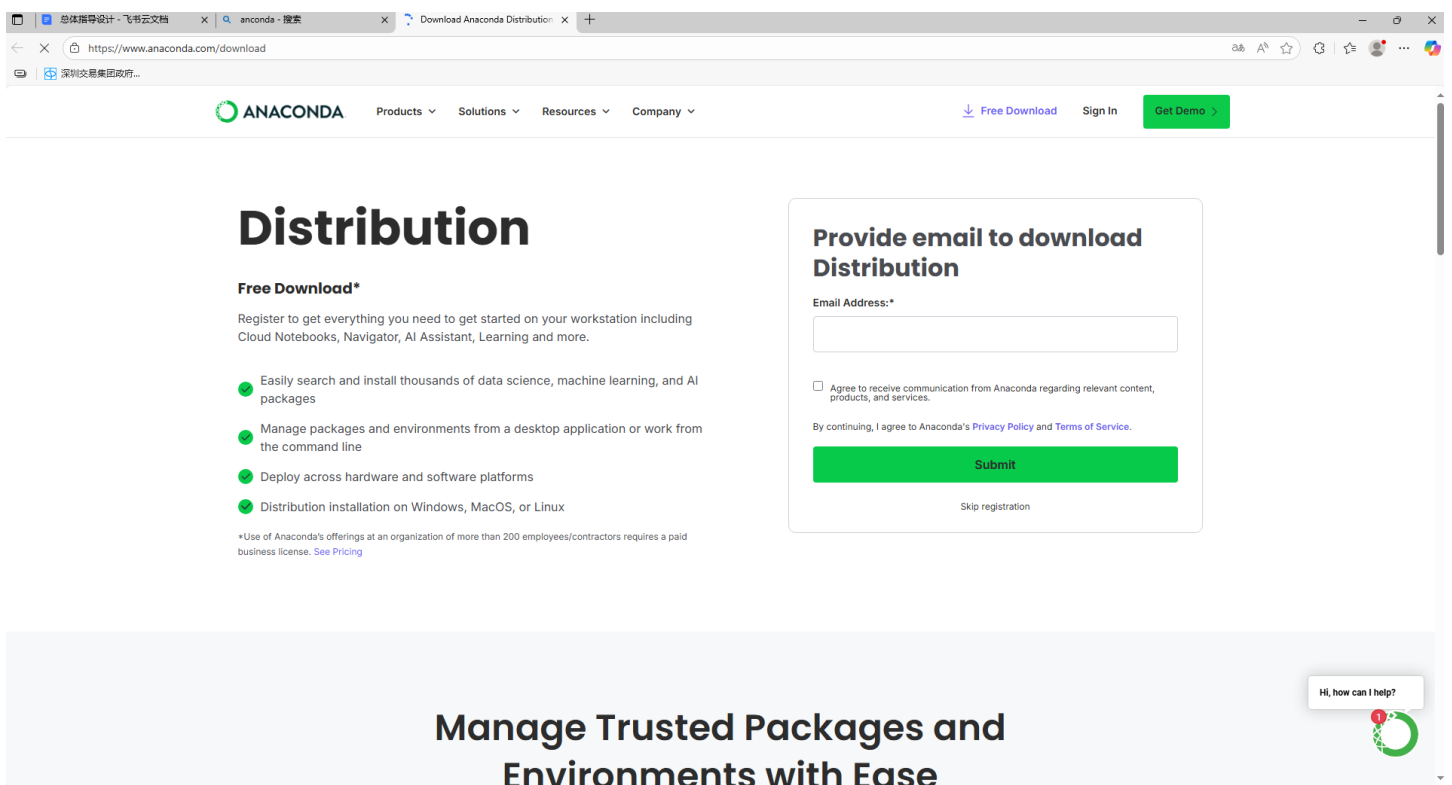 总体指导设计 - 飞书云文档
anconda - 搜索
Download Anaconda Distribution
https://www.anaconda.com/download
深圳交易集团政府...
ANACONDA
Products
Solutions
Resources
Company
Free Download
Sign In
Get Demo
Distribution
Free Download*
Register to get everything you need to get started on your workstation including
Cloud Notebooks, Navigator, AI Assistant, Learning and more.
Easily search and install thousands of data science, machine learning, and AI
packages
Manage packages and environments from a desktop application or work from
the command line
Deploy across hardware and software platforms
Distribution installation on Windows, MacOS, or Linux
*Use of Anaconda's offerings at an organization of more than 200 employees/contractors requires a paid
business license. See Pricing
Provide email to download
Distribution
Email Address:*
Agree to receive communication from Anaconda regarding relevant content,
products, and services.
By continuing, I agree to Anaconda's Privacy Policy and Terms of Service.
Submit
Skip registration
Hi, how can I help?
1
Manage Trusted Packages and
Environments with Ease